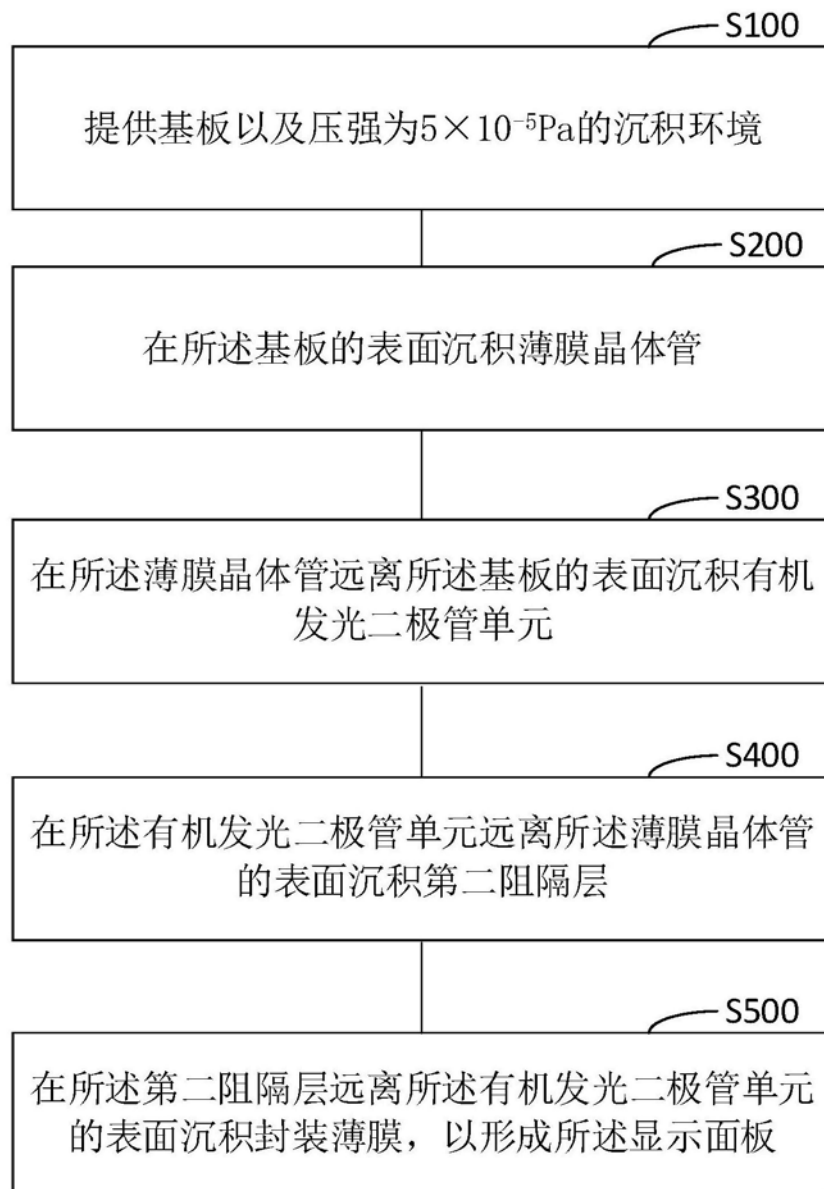 S100
提供基板以及压强为5×10⁻⁵Pa的沉积环境
S200
在所述基板的表面沉积薄膜晶体管
S300
在所述薄膜晶体管远离所述基板的表面沉积有机
发光二极管单元
S400
在所述有机发光二极管单元远离所述薄膜晶体管
的表面沉积第二阻隔层
S500
在所述第二阻隔层远离所述有机发光二极管单元
的表面沉积封装薄膜，以形成所述显示面板